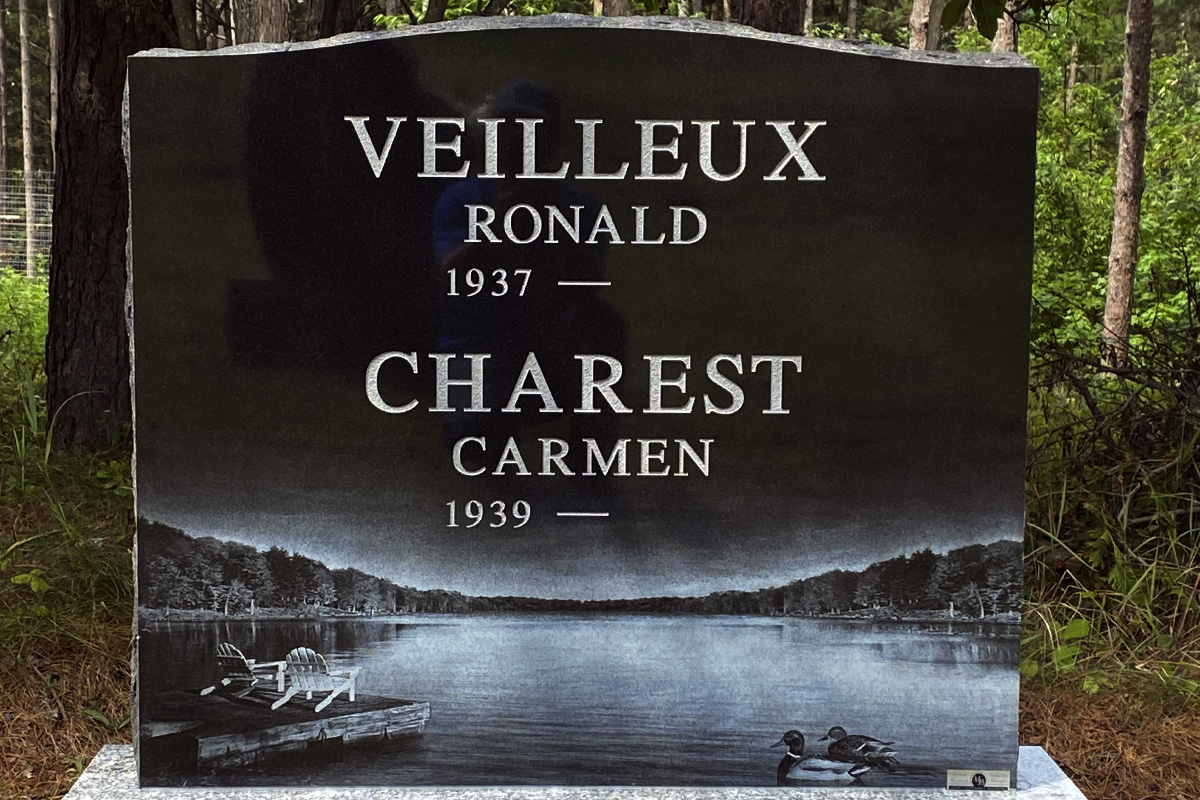 VEILLEUX
RONALD
1937 —
CHAREST
CARMEN
1939 —